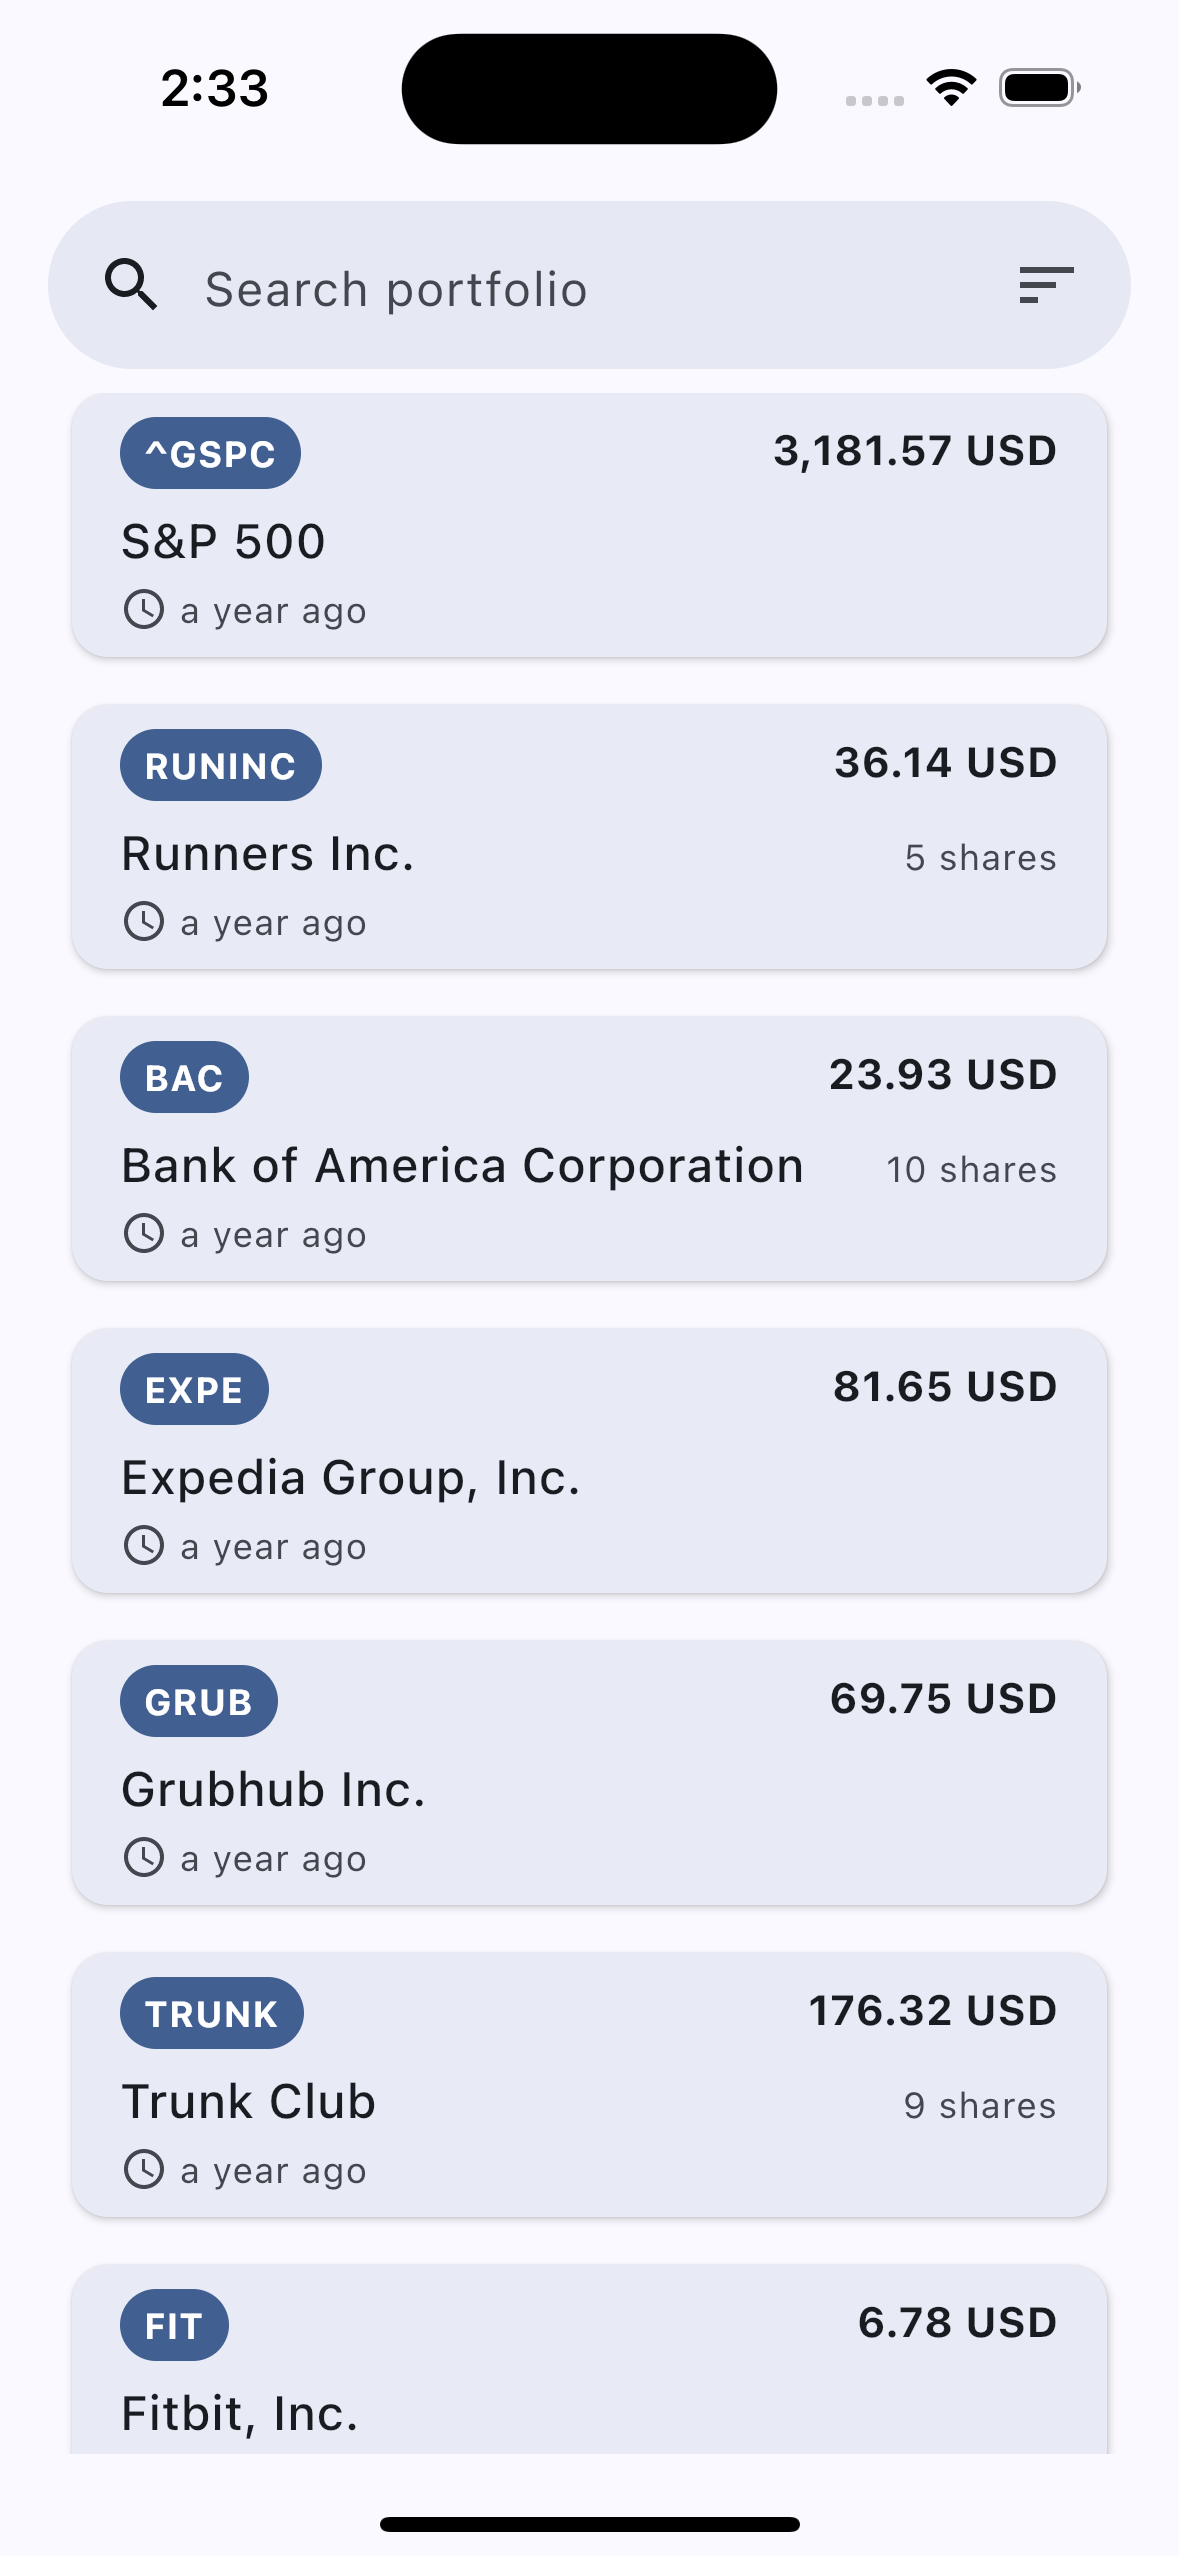 2:33
Search portfolio
^GSPC
3,181.57 USD
S&P 500
a year ago
RUNINC
36.14 USD
Runners Inc.
5 shares
a year ago
BAC
23.93 USD
Bank of America Corporation
10 shares
a year ago
EXPE
81.65 USD
Expedia Group, Inc.
a year ago
GRUB
69.75 USD
Grubhub Inc.
a year ago
TRUNK
176.32 USD
Trunk Club
9 shares
a year ago
FIT
6.78 USD
Fitbit, Inc.